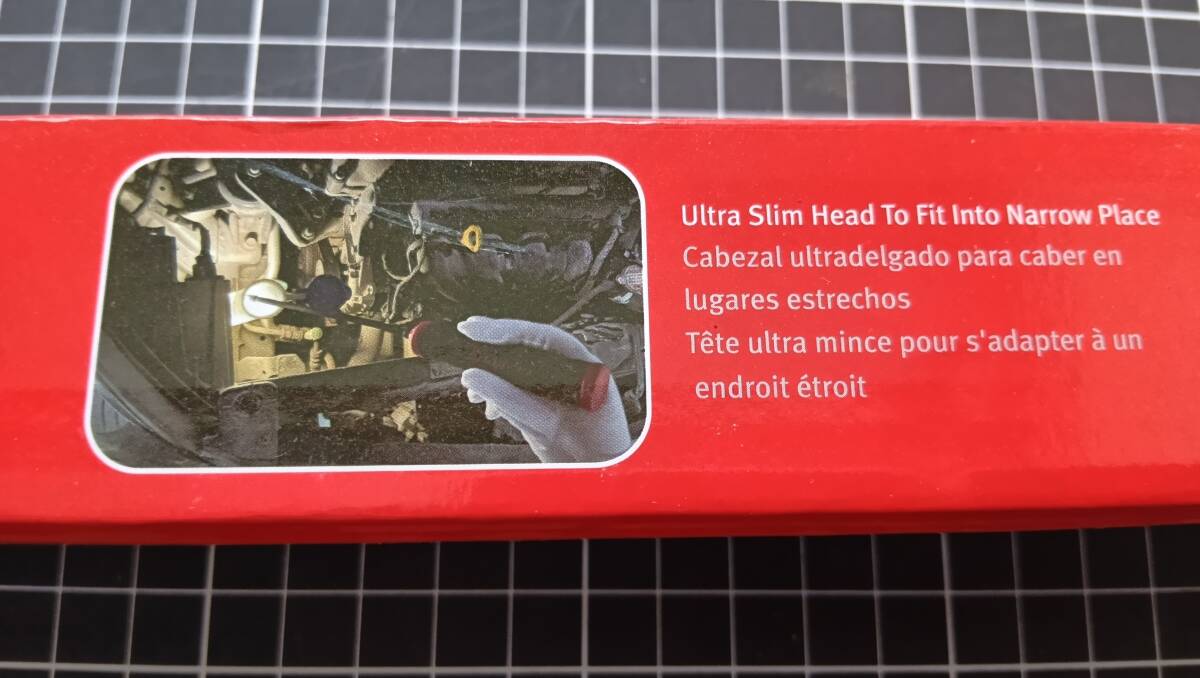 Ultra Slim Head To Fit Into Narrow Place
Cabezal ultradelgado para caber en
lugares estrechos
Tête ultra mince pour s'adapter à un
endroit étroit